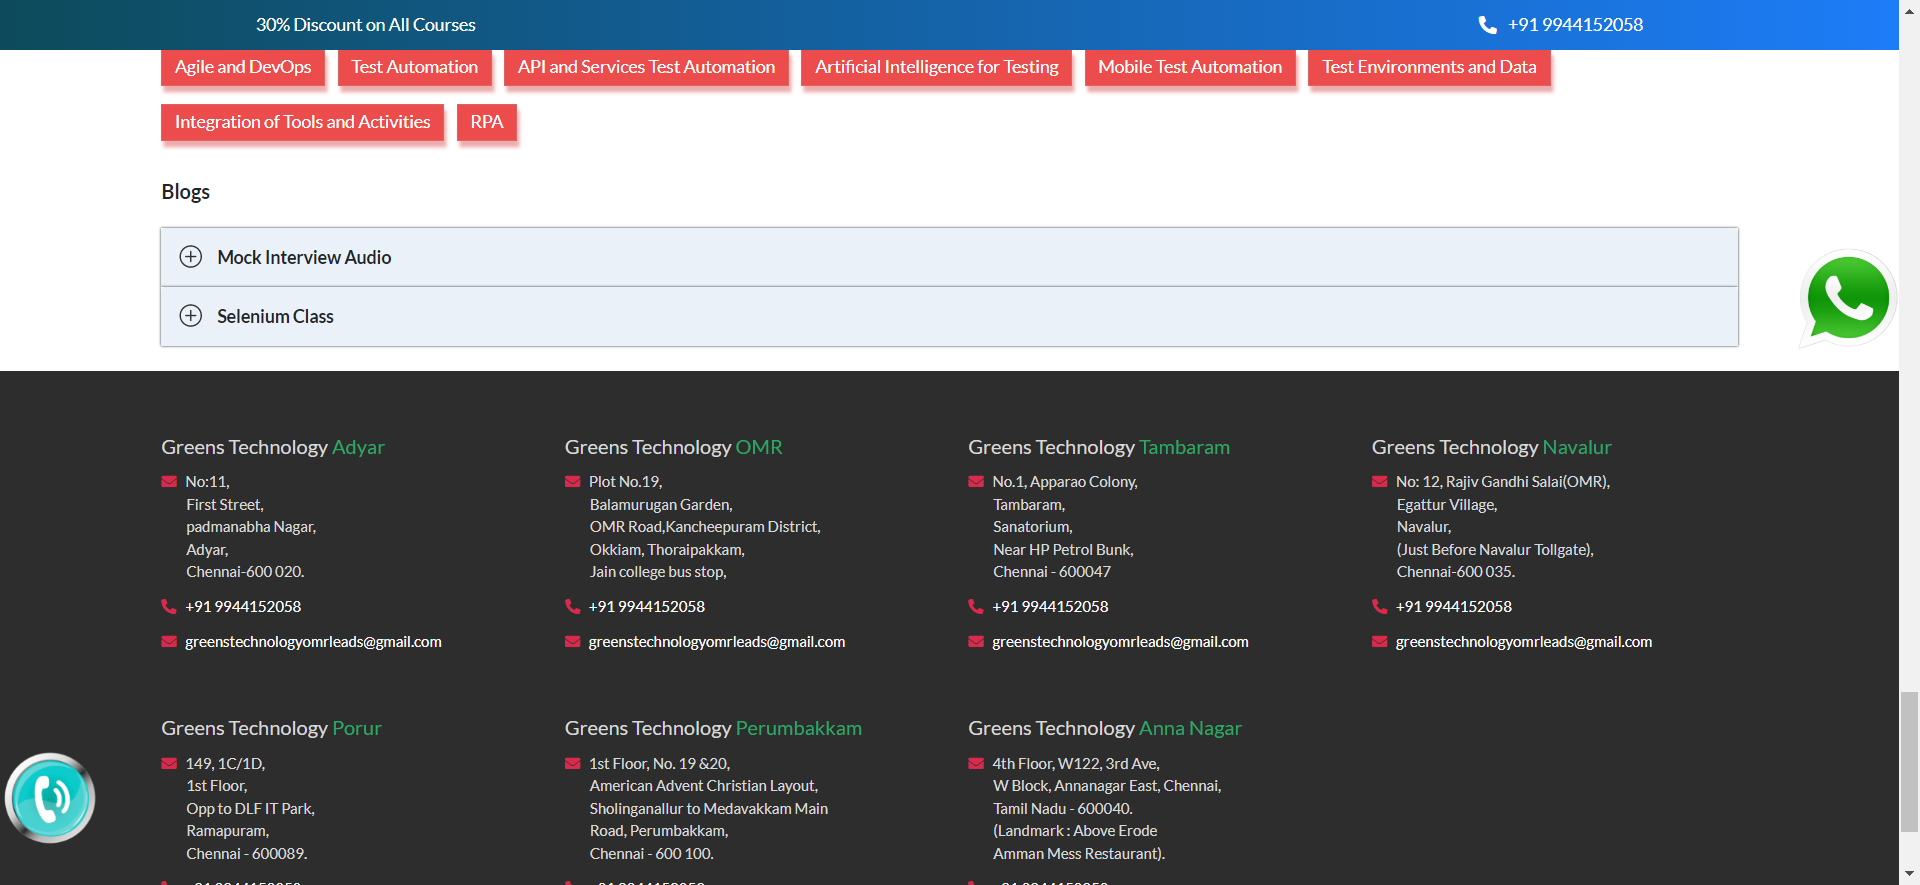 30% Discount on All Courses
+91 9944152058
Agile and DevOps
Test Automation
API and Services Test Automation
Artificial Intelligence for Testing
Mobile Test Automation
Test Environments and Data
Integration of Tools and Activities
RPA
Blogs
Mock Interview Audio
Selenium Class
Greens Technology Adyar
No:11,
First Street,
padmanabha Nagar,
Adyar,
Chennai-600 020.
+91 9944152058
greenstechnologyomrleads@gmail.com
Greens Technology OMR
Plot No.19,
Balamurugan Garden,
OMR Road,Kancheepuram District,
Okkiam, Thoraipakkam,
Jain college bus stop,
+91 9944152058
greenstechnologyomrleads@gmail.com
Greens Technology Tambaram
No.1, Apparao Colony,
Tambaram,
Sanatorium,
Near HP Petrol Bunk,
Chennai - 600047
+91 9944152058
greenstechnologyomrleads@gmail.com
Greens Technology Navalur
No: 12, Rajiv Gandhi Salai(OMR),
Egattur Village,
Navalur,
(Just Before Navalur Tollgate),
Chennai-600 035.
+91 9944152058
greenstechnologyomrleads@gmail.com
Greens Technology Porur
149, 1C/1D,
1st Floor,
Opp to DLF IT Park,
Ramapuram,
Chennai - 600089.
Greens Technology Perumbakkam
1st Floor, No. 19 &20,
American Advent Christian Layout,
Sholinganallur to Medavakkam Main
Road, Perumbakkam,
Chennai - 600 100.
Greens Technology Anna Nagar
4th Floor, W122, 3rd Ave,
W Block, Annanagar East, Chennai,
Tamil Nadu - 600040.
(Landmark : Above Erode
Amman Mess Restaurant).